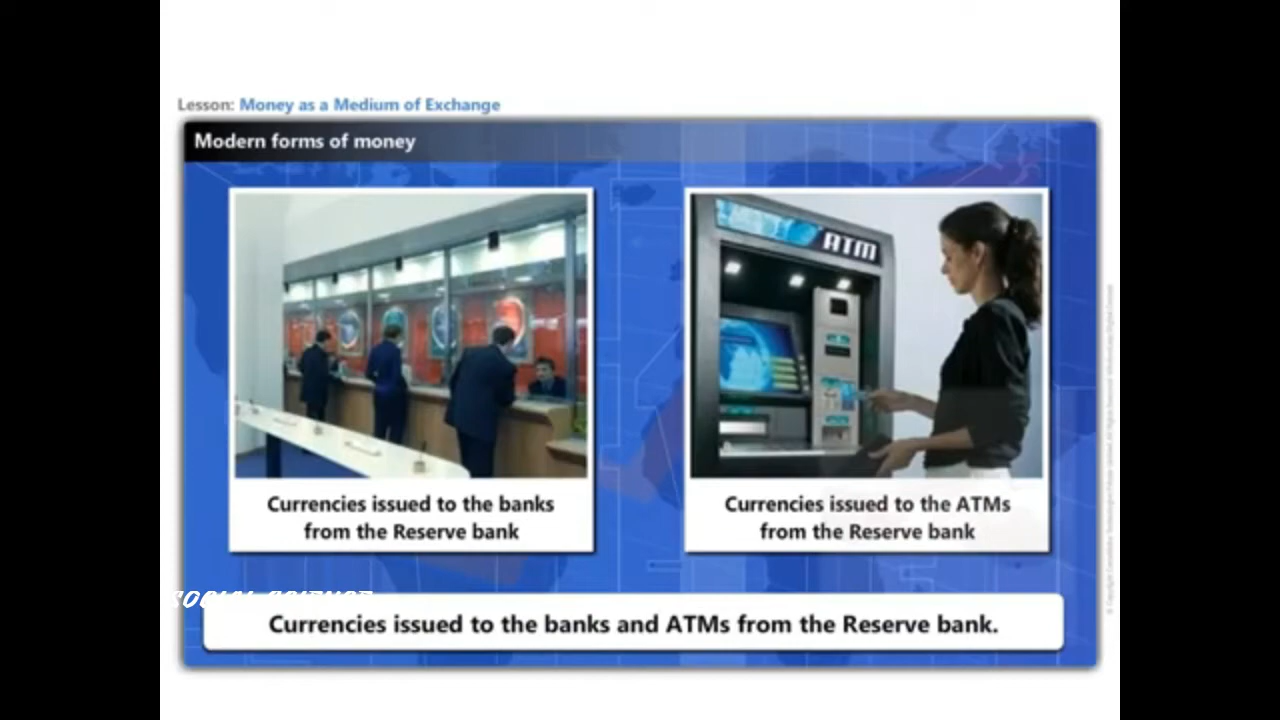 Lesson: Money as a Medium of Exchange
Modern forms of money
ATM
Currencies issued to the banks
from the Reserve bank
Currencies issued to the ATMs
from the Reserve bank
SOCIAL SCIENCE
Currencies issued to the banks and ATMs from the Reserve bank.